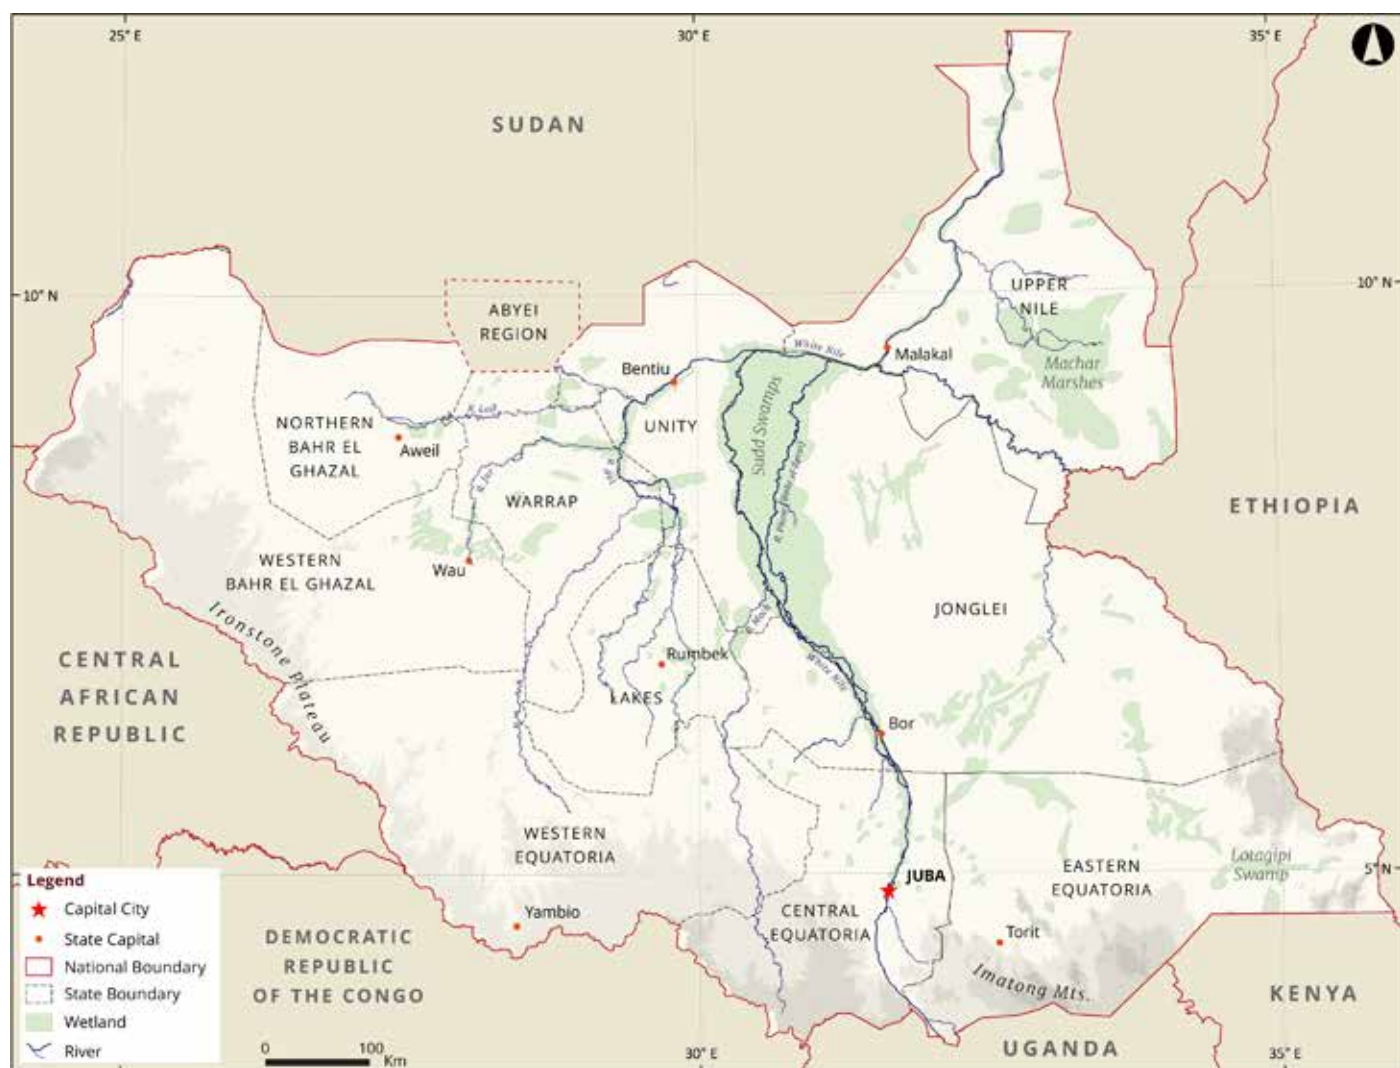 25° E
30° E
35° E
SUDAN
10° N
10° N
ABYEI
REGION
UPPER
NILE
White Nile
Malakal
Machar
Marshes
Bentiu
R. Loll
UNITY
Sudd Swamps
NORTHERN
BAHR EL
GHAZAL
Aweil
R. Jur
WARRAP
ETHIOPIA
WESTERN
BAHR EL GHAZAL
Wau
JONGLEI
Ironstone Plateau
CENTRAL
AFRICAN
REPUBLIC
Rumbek
White Nile
LAKES
Bor
WESTERN
EQUATORIA
JUBA
EASTERN
EQUATORIA
Lotagipi
Swamp
5° N
CENTRAL
EQUATORIA
Yambio
Torit
Imatong Mts.
DEMOCRATIC
REPUBLIC
OF THE CONGO
KENYA
UGANDA
Legend
Capital City
State Capital
National Boundary
State Boundary
Wetland
River
0
100
Km
30° E
35° E